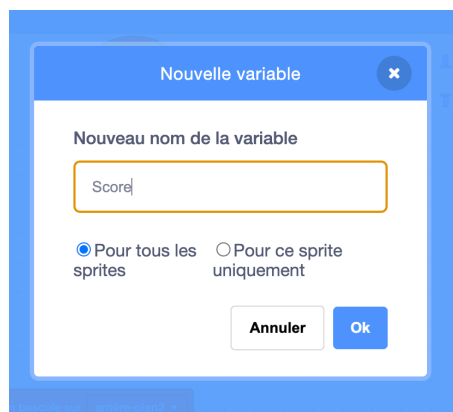 Nouvelle variable
Nouveau nom de la variable
Score
Pour tous les sprites
Pour ce sprite uniquement
Annuler
Ok